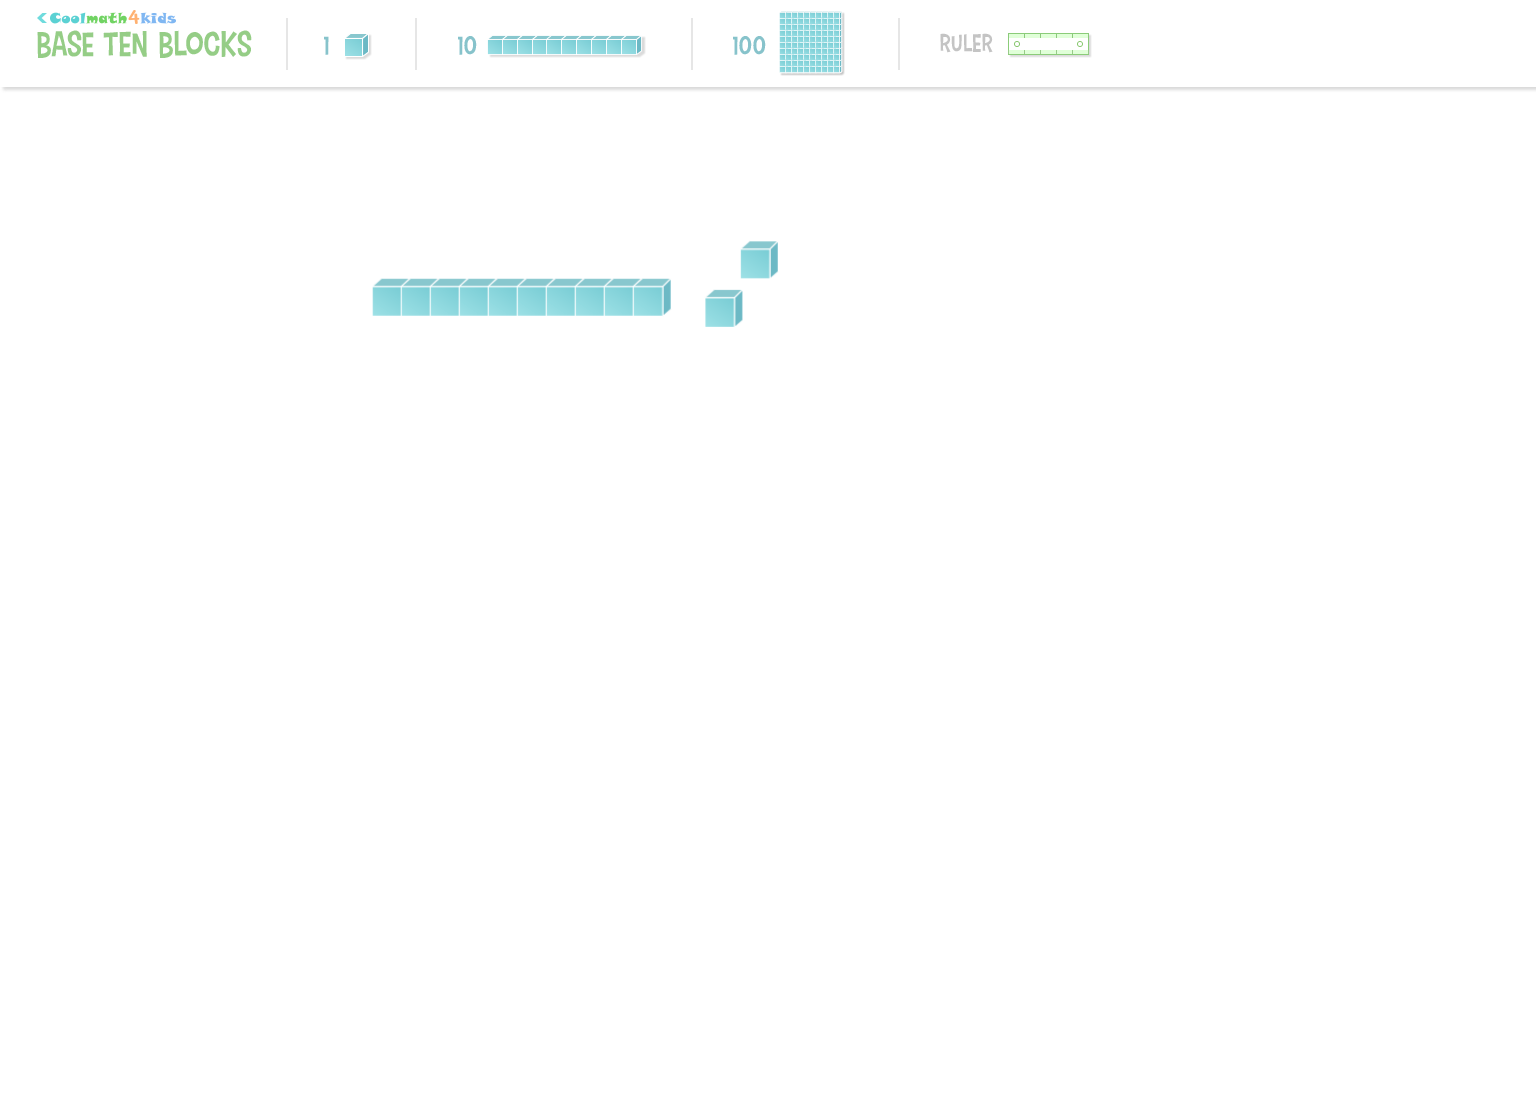 Coolmath4kids
BASE TEN BLOCKS
1
10
100
RULER